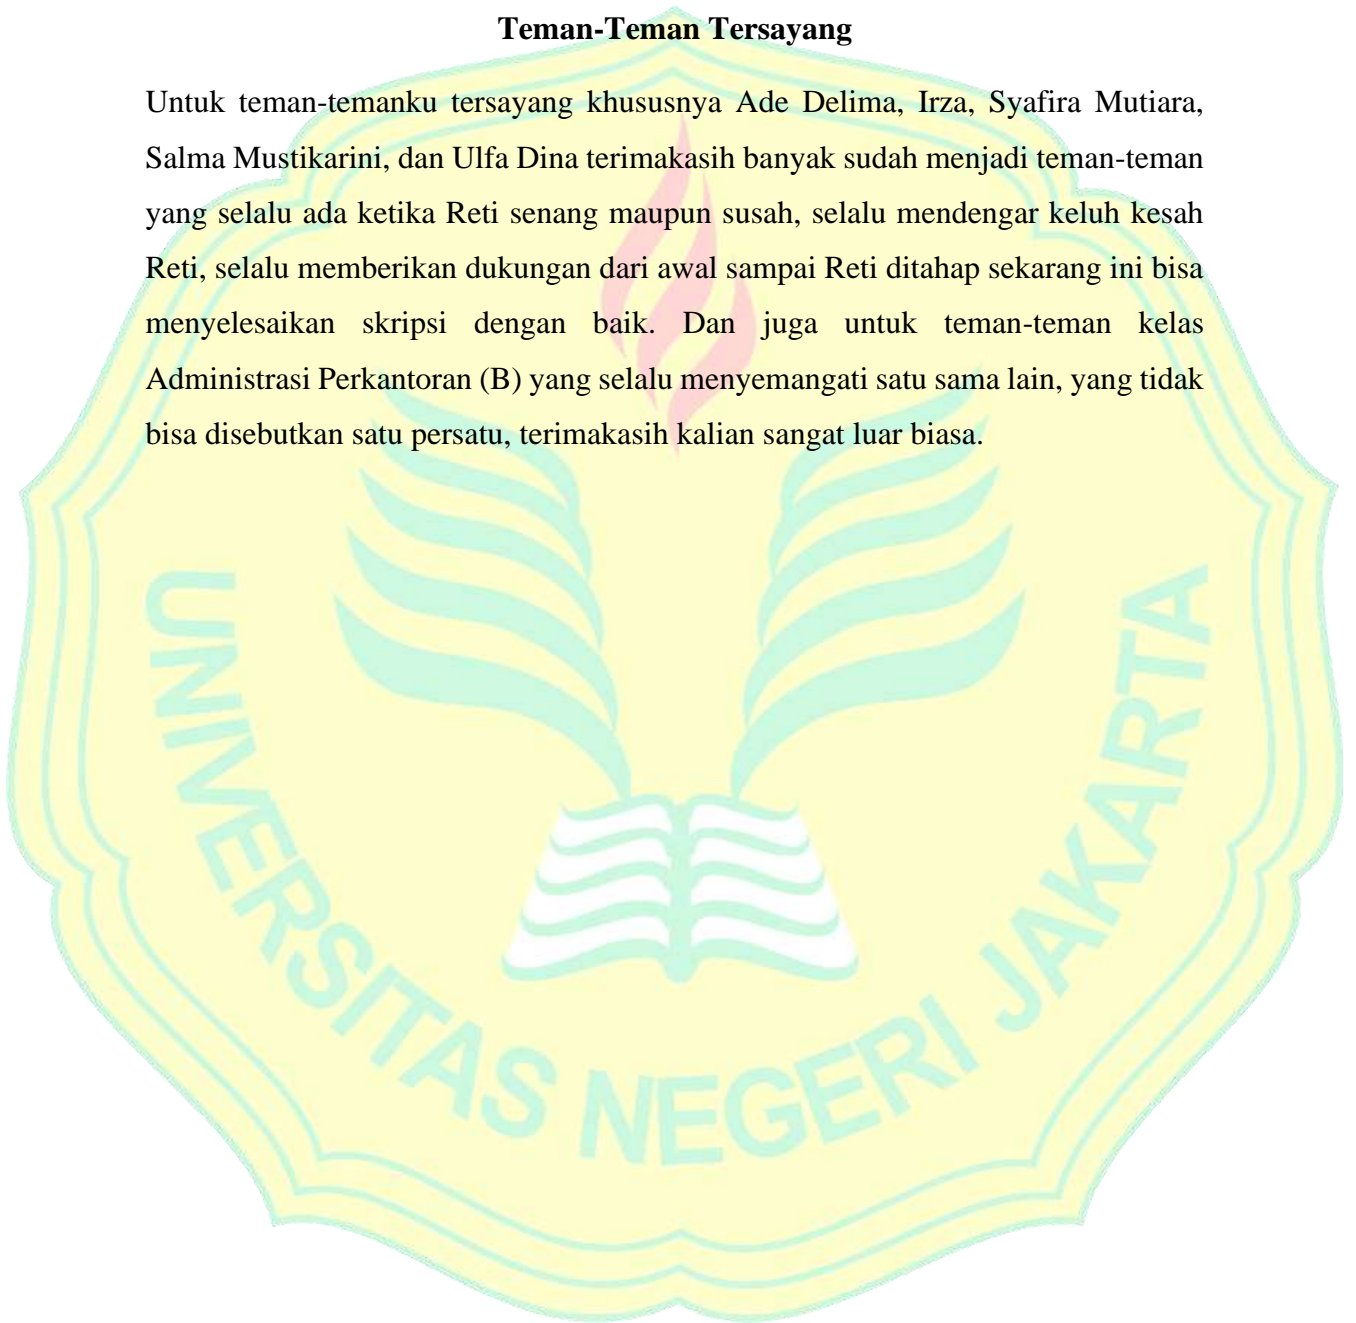 Teman-Teman Tersayang
Untuk teman-temanku tersayang khususnya Ade Delima, Irza, Syafira Mutiara,
Salma Mustikarini, dan Ulfa Dina terimakasih banyak sudah menjadi teman-teman
yang selalu ada ketika Reti senang maupun susah, selalu mendengar keluh kesah
Reti, selalu memberikan dukungan dari awal sampai Reti ditahap sekarang ini bisa
menyelesaikan skripsi dengan baik. Dan juga untuk teman-teman kelas
Administrasi Perkantoran (B) yang selalu menyemangati satu sama lain, yang tidak
bisa disebutkan satu persatu, terimakasih kalian sangat luar biasa.
UNIVERSITAS NEGERI JAKARTA